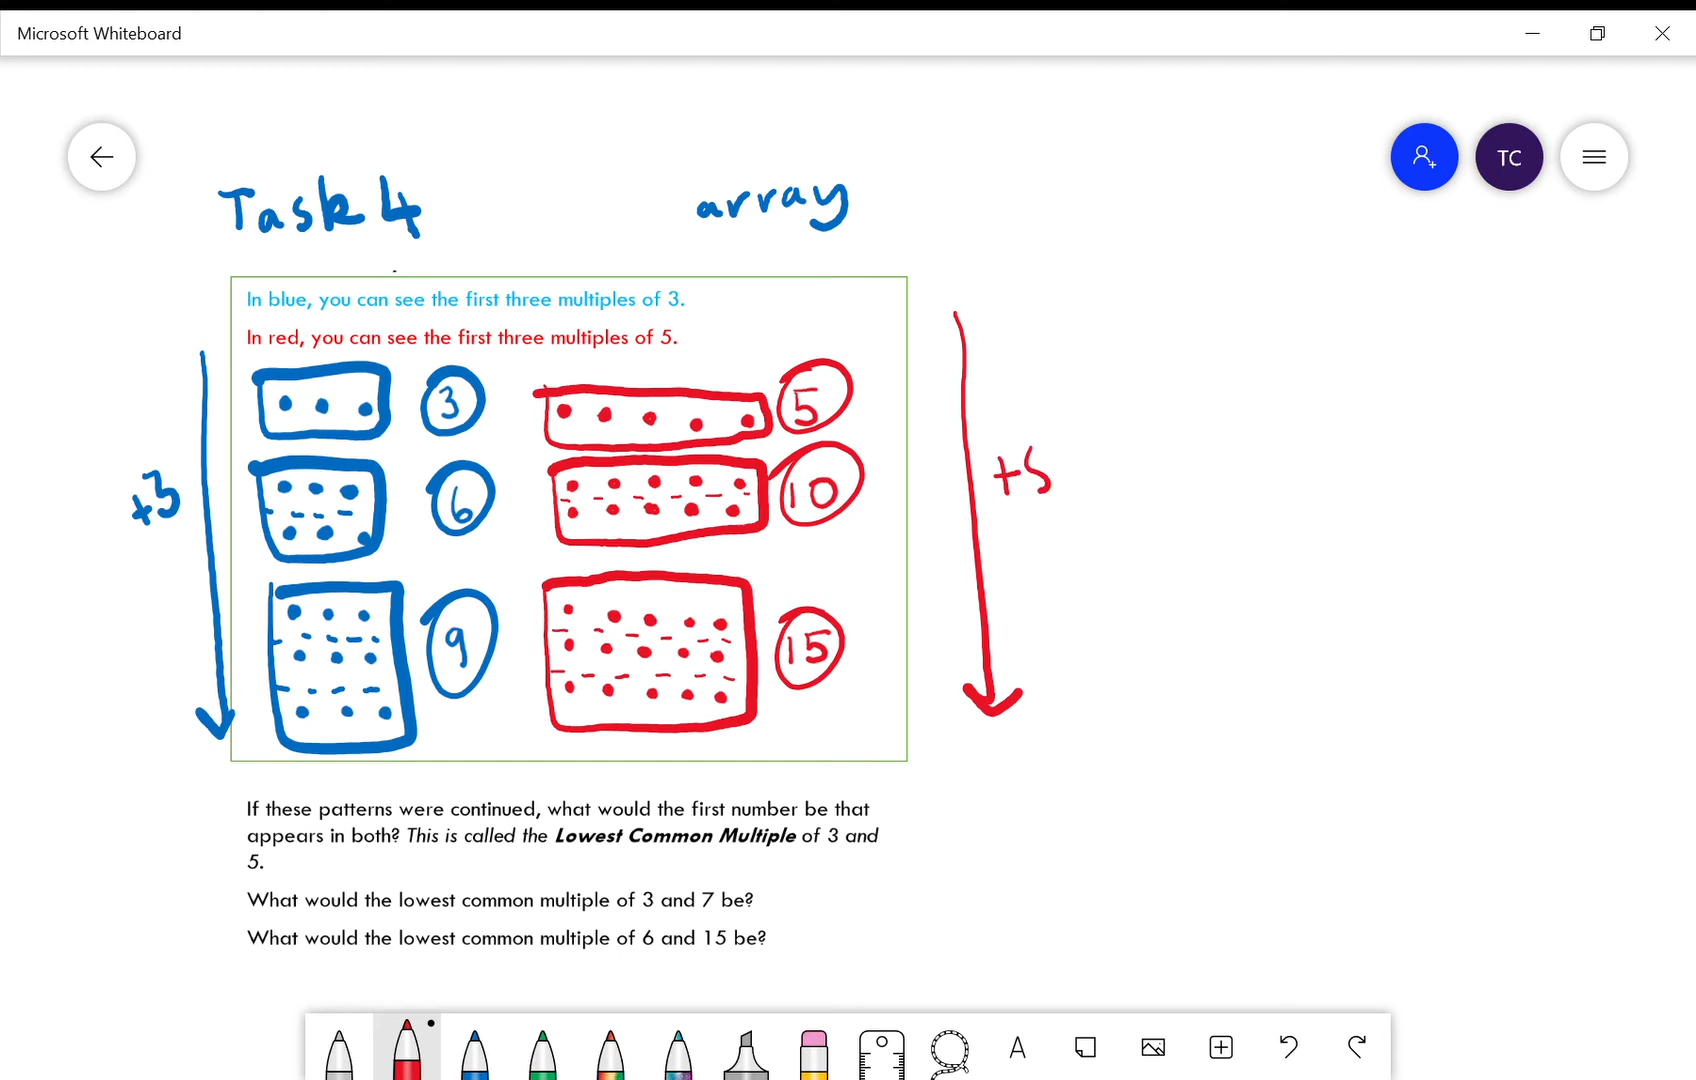 Microsoft Whiteboard
TC
Task 4 array
In blue, you can see the first three multiples of 3.
In red, you can see the first three multiples of 5.
3 5
+3 6 10 +5
9 15
If these patterns were continued, what would the first number be that
appears in both? This is called the Lowest Common Multiple of 3 and
5.
What would the lowest common multiple of 3 and 7 be?
What would the lowest common multiple of 6 and 15 be?
A